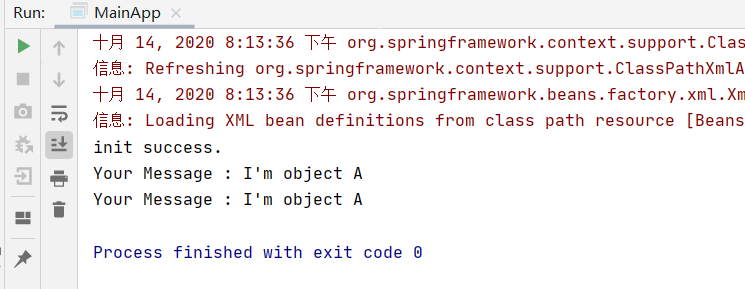 Run: MainApp ×
十月 14, 2020 8:13:36 下午 org.springframework.context.support.Clas
信息: Refreshing org.springframework.context.support.ClassPathXmlA
十月 14, 2020 8:13:36 下午 org.springframework.beans.factory.xml.Xm
信息: Loading XML bean definitions from class path resource [Beans
init success.
Your Message : I'm object A
Your Message : I'm object A
Process finished with exit code 0